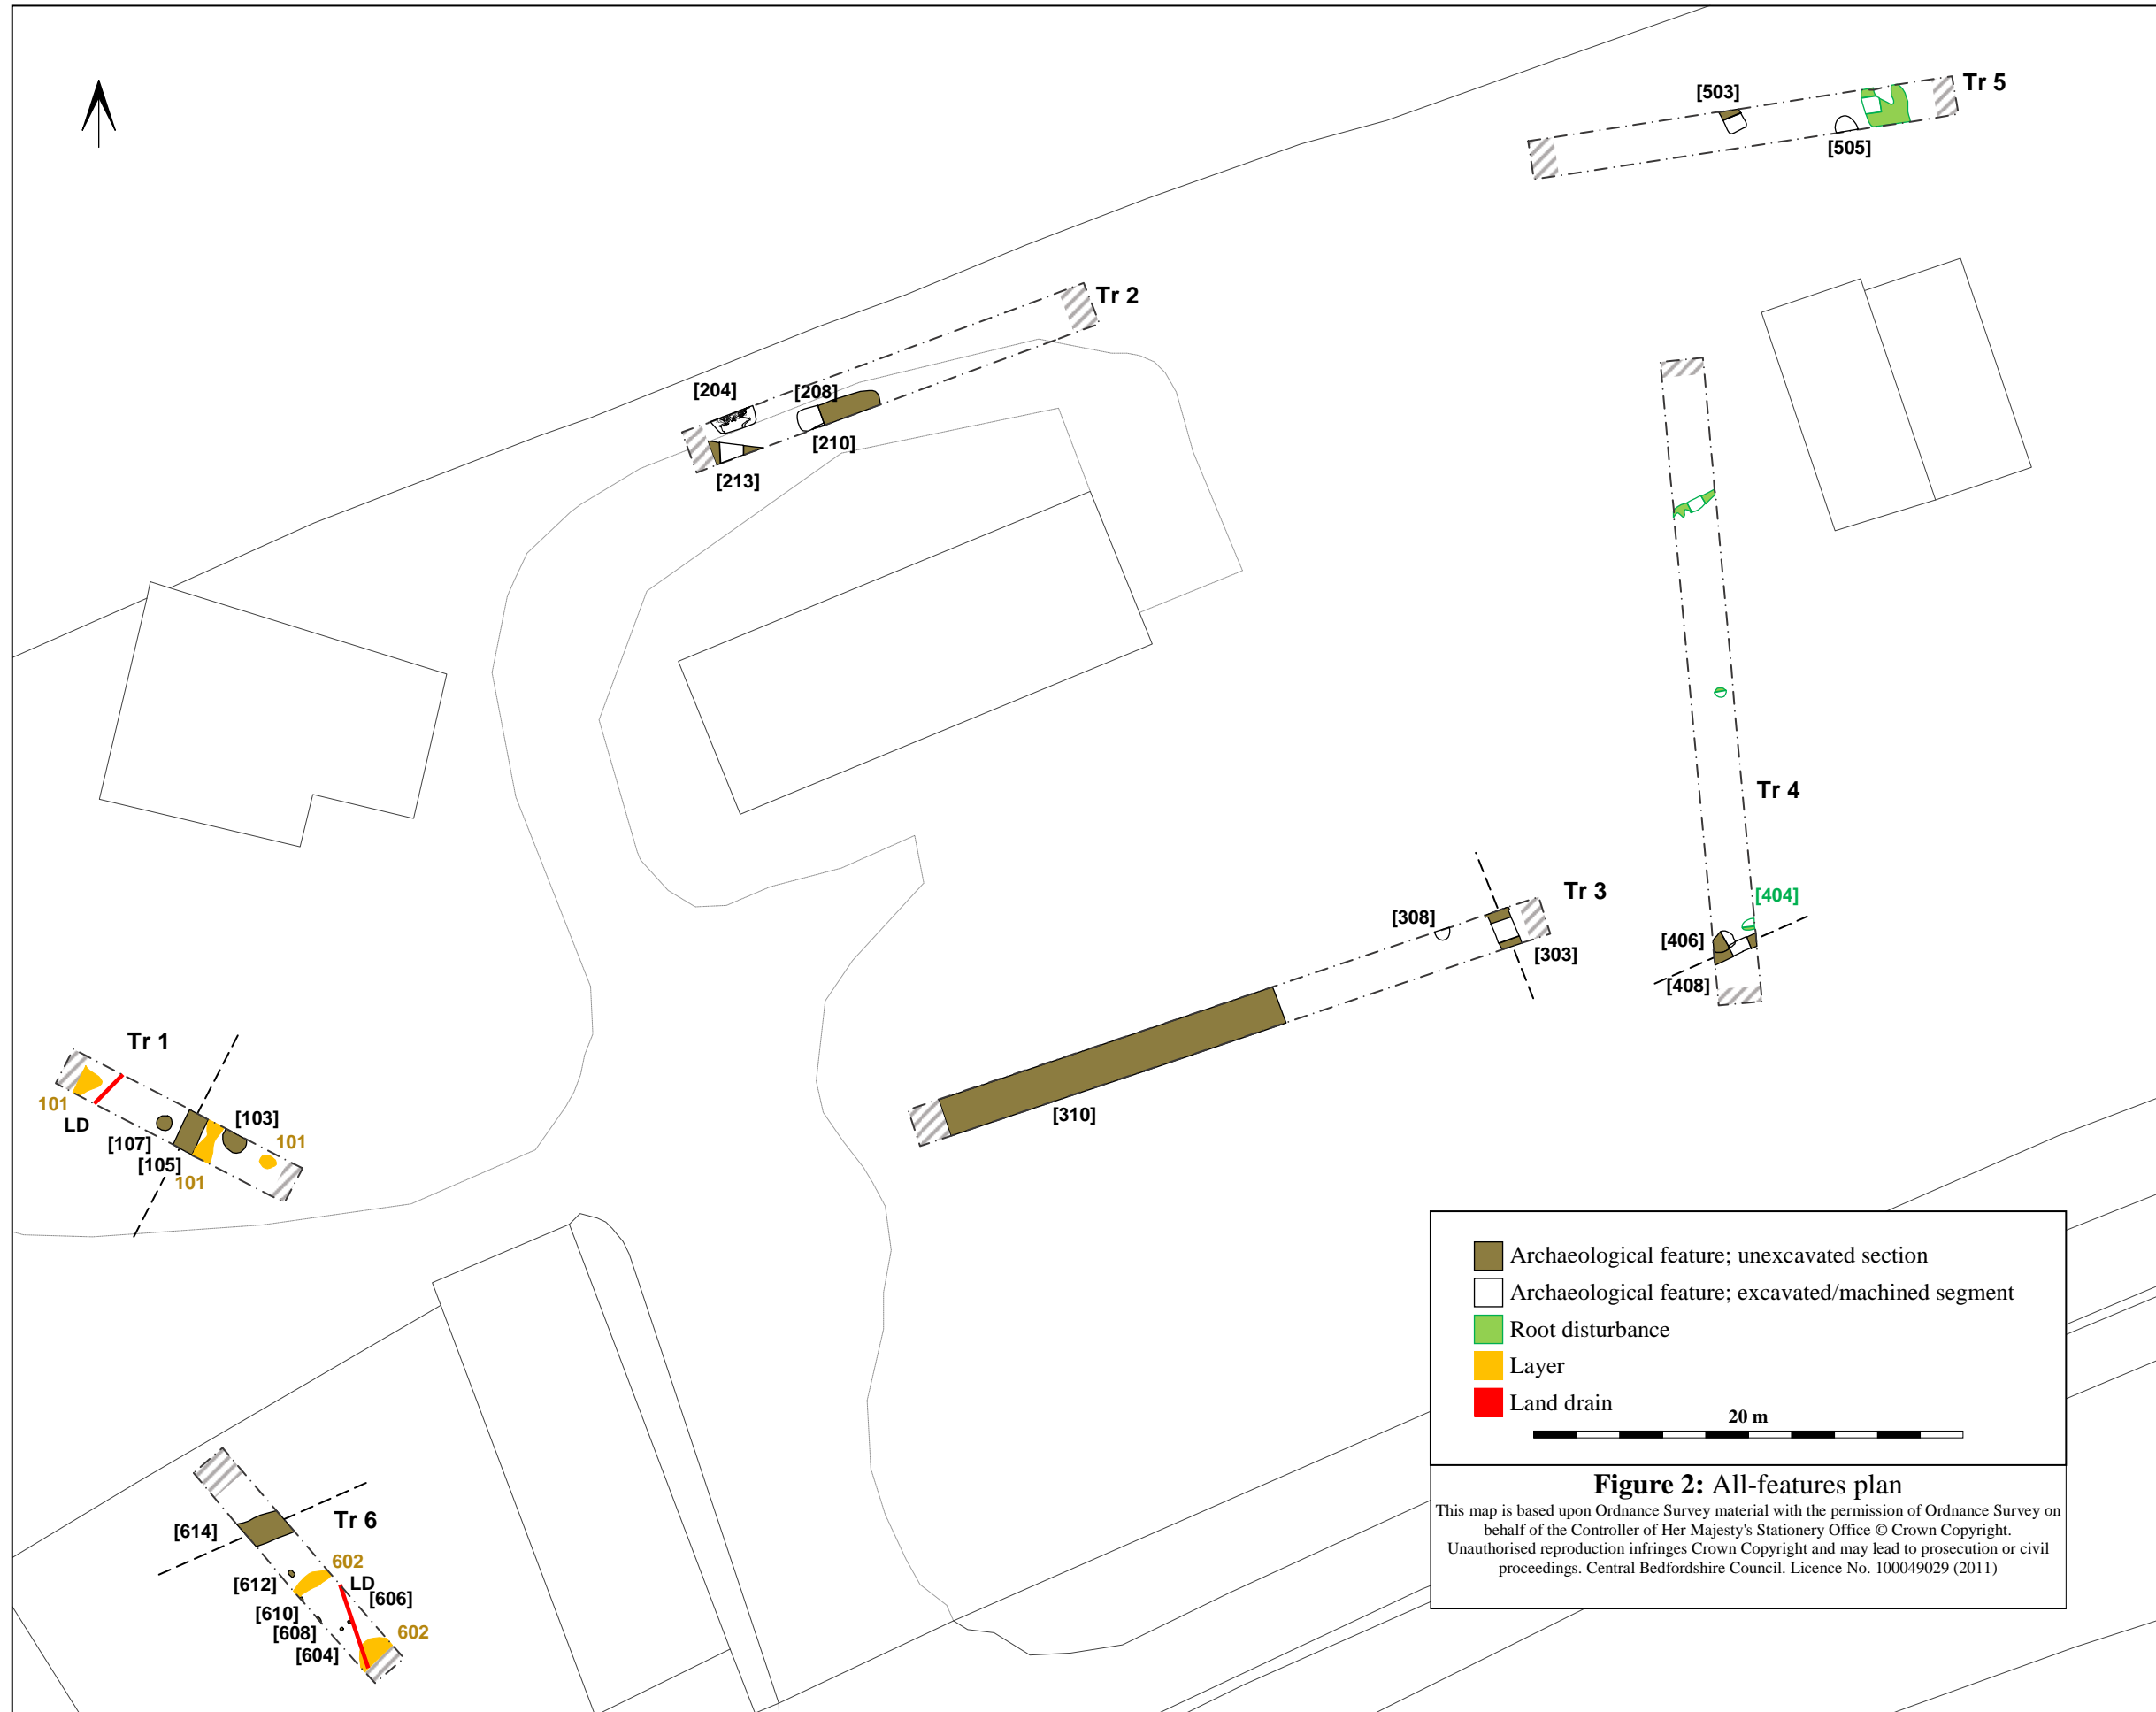 Tr 5
[503]
[505]
Tr 2
[204]
[208]
[210]
[213]
Tr 4
[404]
[406]
[408]
Tr 3
[308]
[303]
[310]
Tr 1
101
LD
[103]
[107]
101
[105]
101
Tr 6
[614]
602
[612]
LD
[606]
[610]
[608]
602
[604]
Archaeological feature; unexcavated section
Archaeological feature; excavated/machined segment
Root disturbance
Layer
Land drain
20 m
Figure 2: All-features plan
This map is based upon Ordnance Survey material with the permission of Ordnance Survey on
behalf of the Controller of Her Majesty's Stationery Office © Crown Copyright.
Unauthorised reproduction infringes Crown Copyright and may lead to prosecution or civil
proceedings. Central Bedfordshire Council. Licence No. 100049029 (2011)